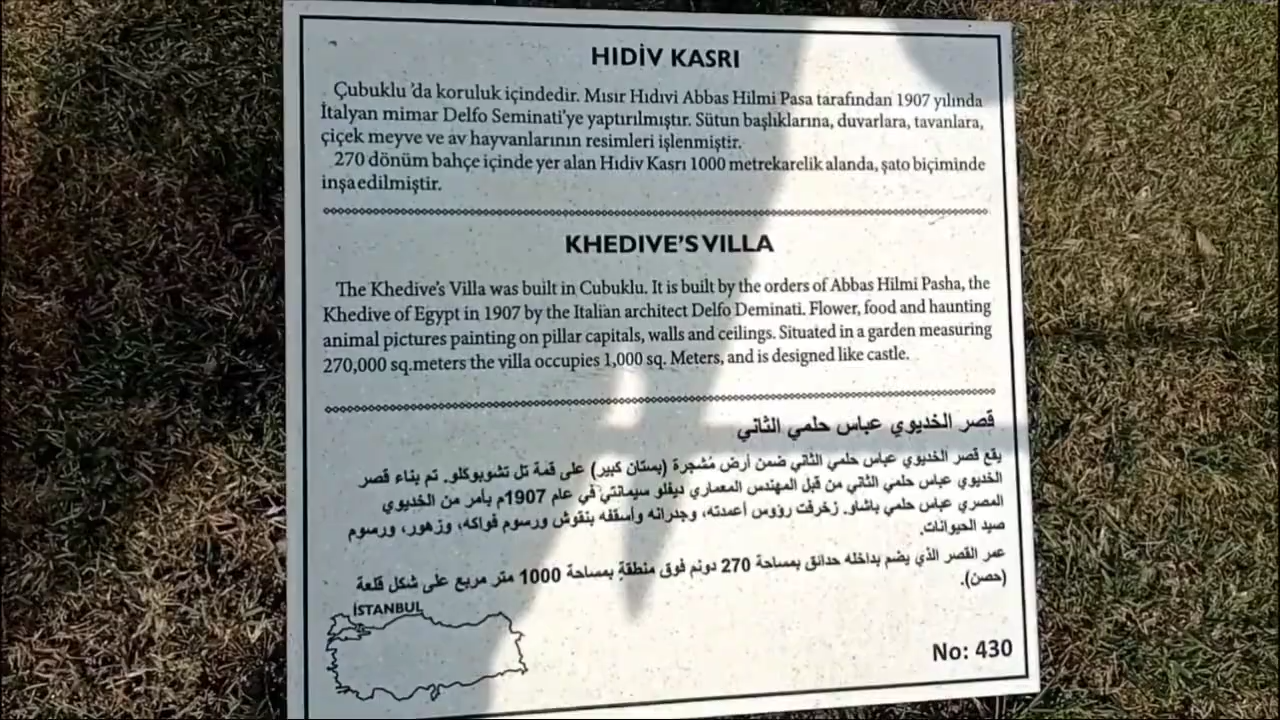 HIDİV KASRI
Çubuklu 'da koruluk içindedir. Mısır Hıdıvi Abbas Hilmi Pasa tarafından 1907 yılında
İtalyan mimar Delfo Seminati'ye yaptırılmıştır. Sütun başlıklarına, duvarlara, tavanlara,
çiçek meyve ve av hayvanlarının resimleri işlenmiştir.
270 dönüm bahçe içinde yer alan Hıdiv Kasrı 1000 metrekarelik alanda, şato biçiminde
inşa edilmiştir.
KHEDIVE'S VILLA
The Khedive's Villa was built in Cubuklu. It is built by the orders of Abbas Hilmi Pasha, the
Khedive of Egypt in 1907 by the Italian architect Delfo Deminati. Flower, food and haunting
animal pictures painting on pillar capitals, walls and ceilings. Situated in a garden measuring
270,000 sq.meters the villa occupies 1,000 sq. Meters, and is designed like castle.
قصر الخديوي عباس حلمي الثاني
يقع قصر الخديوي عباس حلمي الثاني ضمن أرض مُشجرة (بستان كبير) على قمة تل تشوبوكلو. تم بناء قصر
الخديوي عباس حلمي الثاني من قبل المهندس المعماري ديفلو سيمانتي في عام 1907م بأمر من الخديوي
المصري عباس حلمي باشاو. زخرفت رؤوس أعمدته، وجدرانه وأسقفه بنقوش ورسوم فواكه، وزهور، ورسوم
صيد الحيوانات.
عمر القصر الذي يضم بداخله حدائق بمساحة 270 دونم فوق منطقةٍ بمساحة 1000 متر مربع على شكل قلعة
(حصن).
İSTANBUL
No: 430